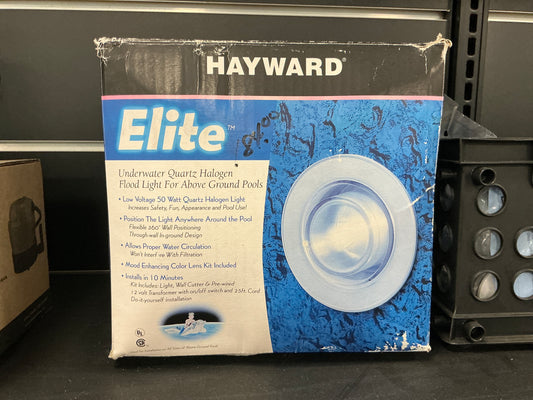 HAYWARD®
Elite™
Underwater Quartz Halogen
Flood Light For Above Ground Pools
• Low Voltage 50 Watt Quartz Halogen Light
Increases Safety, Fun, Appearance and Pool Use!
• Position The Light Anywhere Around the Pool
Flexible 360° Wall Positioning
Through-wall In-ground Design
• Allows Proper Water Circulation
Won't Interf e With Filtration
• Mood Enhancing Color Lens Kit Included
• Installs in 10 Minutes
Kit Includes: Light, Wall Cutter & Pre-wired
12 volt Transformer with on/off switch and 25ft. Cord
Do-it-yourself installation